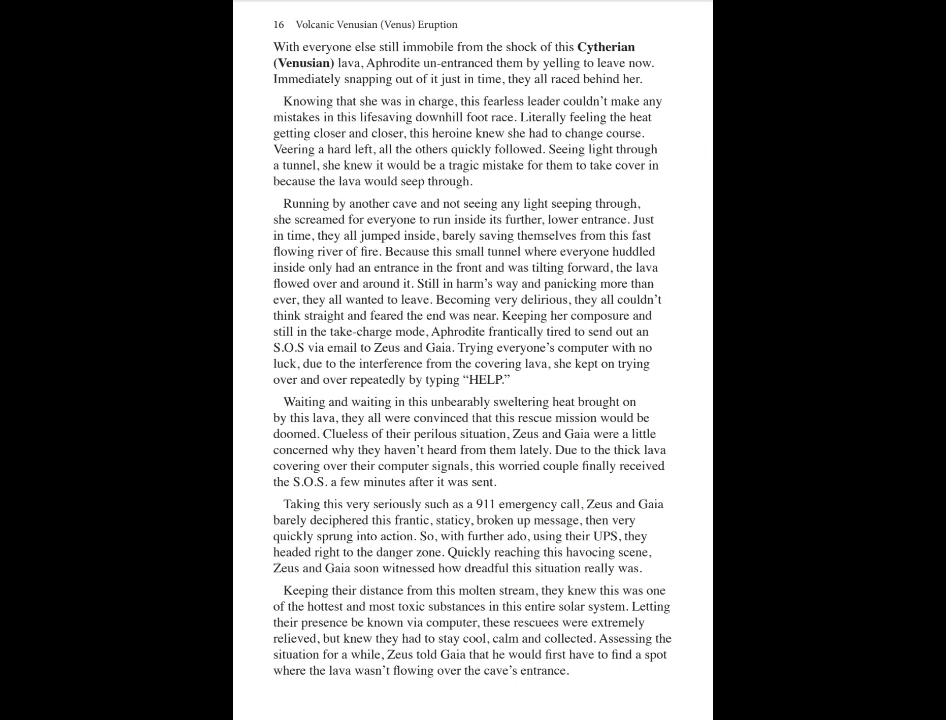 16 Volcanic Venusian (Venus) Eruption
With everyone else still immobile from the shock of this Cytherian
(Venusian) lava, Aphrodite un-entranced them by yelling to leave now.
Immediately snapping out of it just in time, they all raced behind her.
Knowing that she was in charge, this fearless leader couldn't make any
mistakes in this lifesaving downhill foot race. Literally feeling the heat
getting closer and closer, this heroine knew she had to change course.
Veering a hard left, all the others quickly followed. Seeing light through
a tunnel, she knew it would be a tragic mistake for them to take cover in
because the lava would seep through.
Running by another cave and not seeing any light seeping through,
she screamed for everyone to run inside its further, lower entrance. Just
in time, they all jumped inside, barely saving themselves from this fast
flowing river of fire. Because this small tunnel where everyone huddled
inside only had an entrance in the front and was tilting forward, the lava
flowed over and around it. Still in harm's way and panicking more than
ever, they all wanted to leave. Becoming very delirious, they all couldn't
think straight and feared the end was near. Keeping her composure and
still in the take-charge mode, Aphrodite frantically tired to send out an
S.O.S via email to Zeus and Gaia. Trying everyone's computer with no
luck, due to the interference from the covering lava, she kept on trying
over and over repeatedly by typing “HELP.”
Waiting and waiting in this unbearably sweltering heat brought on
by this lava, they all were convinced that this rescue mission would be
doomed. Clueless of their perilous situation, Zeus and Gaia were a little
concerned why they haven't heard from them lately. Due to the thick lava
covering over their computer signals, this worried couple finally received
the S.O.S. a few minutes after it was sent.
Taking this very seriously such as a 911 emergency call, Zeus and Gaia
barely deciphered this frantic, staticy, broken up message, then very
quickly sprung into action. So, with further ado, using their UPS, they
headed right to the danger zone. Quickly reaching this havocing scene,
Zeus and Gaia soon witnessed how dreadful this situation really was.
Keeping their distance from this molten stream, they knew this was one
of the hottest and most toxic substances in this entire solar system. Letting
their presence be known via computer, these rescuees were extremely
relieved, but knew they had to stay cool, calm and collected. Assessing the
situation for a while, Zeus told Gaia that he would first have to find a spot
where the lava wasn't flowing over the cave's entrance.